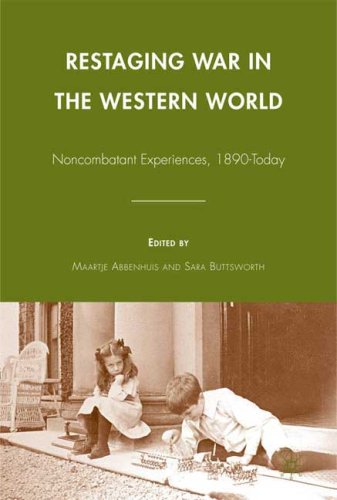 RESTAGING WAR IN
THE WESTERN WORLD
Noncombatant Experiences, 1890-Today
EDITED BY
MAARTJE ABBENHUIS AND SARA BUTTSWORTH